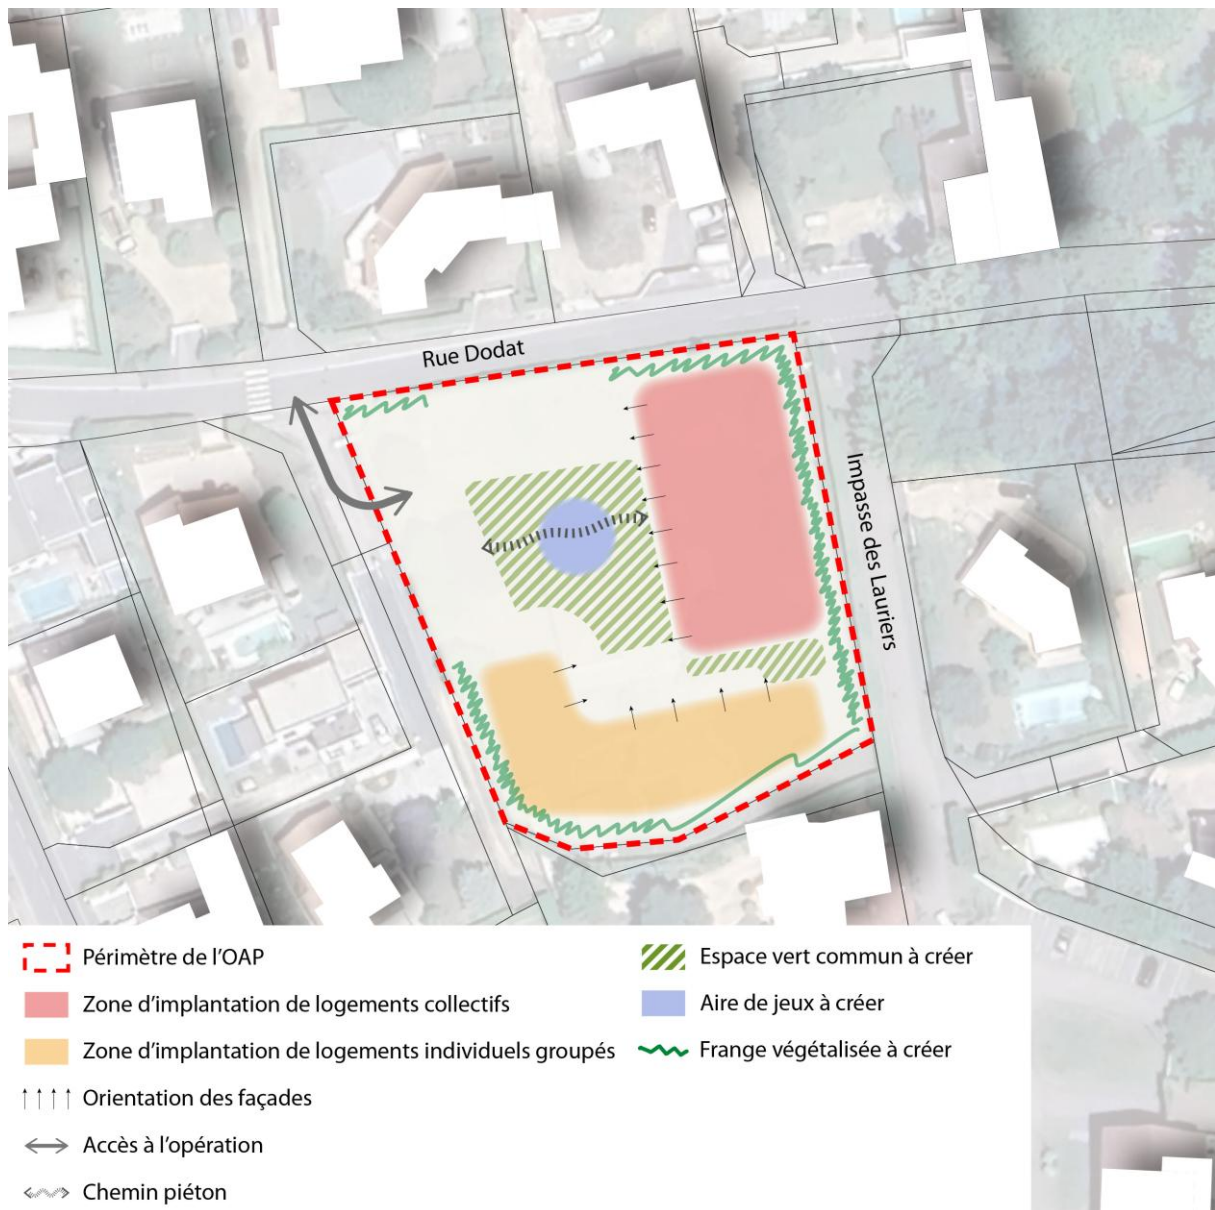 Rue Dodat
Impasse des Lauriers
Périmètre de l'OAP
Zone d'implantation de logements collectifs
Zone d'implantation de logements individuels groupés
Orientation des façades
Accès à l'opération
Chemin piéton
Espace vert commun à créer
Aire de jeux à créer
Frange végétalisée à créer